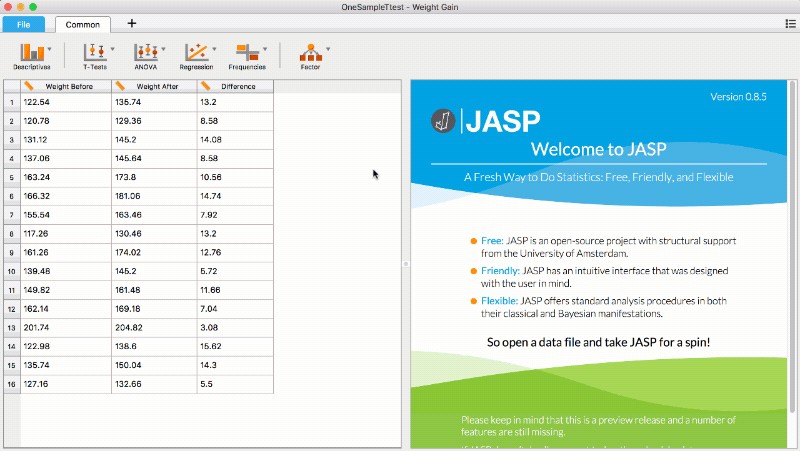 OneSampleTtest - Weight Gain
File Common +
Descriptives T-Tests ANOVA Regression Frequencies Factor
Weight Before Weight After Difference
1 122.54 135.74 13.2
2 120.78 129.36 8.58
3 131.12 145.2 14.08
4 137.06 145.64 8.58
5 163.24 173.8 10.56
6 166.32 181.06 14.74
7 155.54 163.46 7.92
8 117.26 130.46 13.2
9 161.26 174.02 12.76
10 139.48 145.2 5.72
11 149.82 161.48 11.66
12 162.14 169.18 7.04
13 201.74 204.82 3.08
14 122.98 138.6 15.62
15 135.74 150.04 14.3
16 127.16 132.66 5.5
Version 0.8.5
JASP
Welcome to JASP
A Fresh Way to Do Statistics: Free, Friendly, and Flexible
Free: JASP is an open-source project with structural support
from the University of Amsterdam.
Friendly: JASP has an intuitive interface that was designed
with the user in mind.
Flexible: JASP offers standard analysis procedures in both
their classical and Bayesian manifestations.
So open a data file and take JASP for a spin!
Please keep in mind that this is a preview release and a number of
features are still missing.